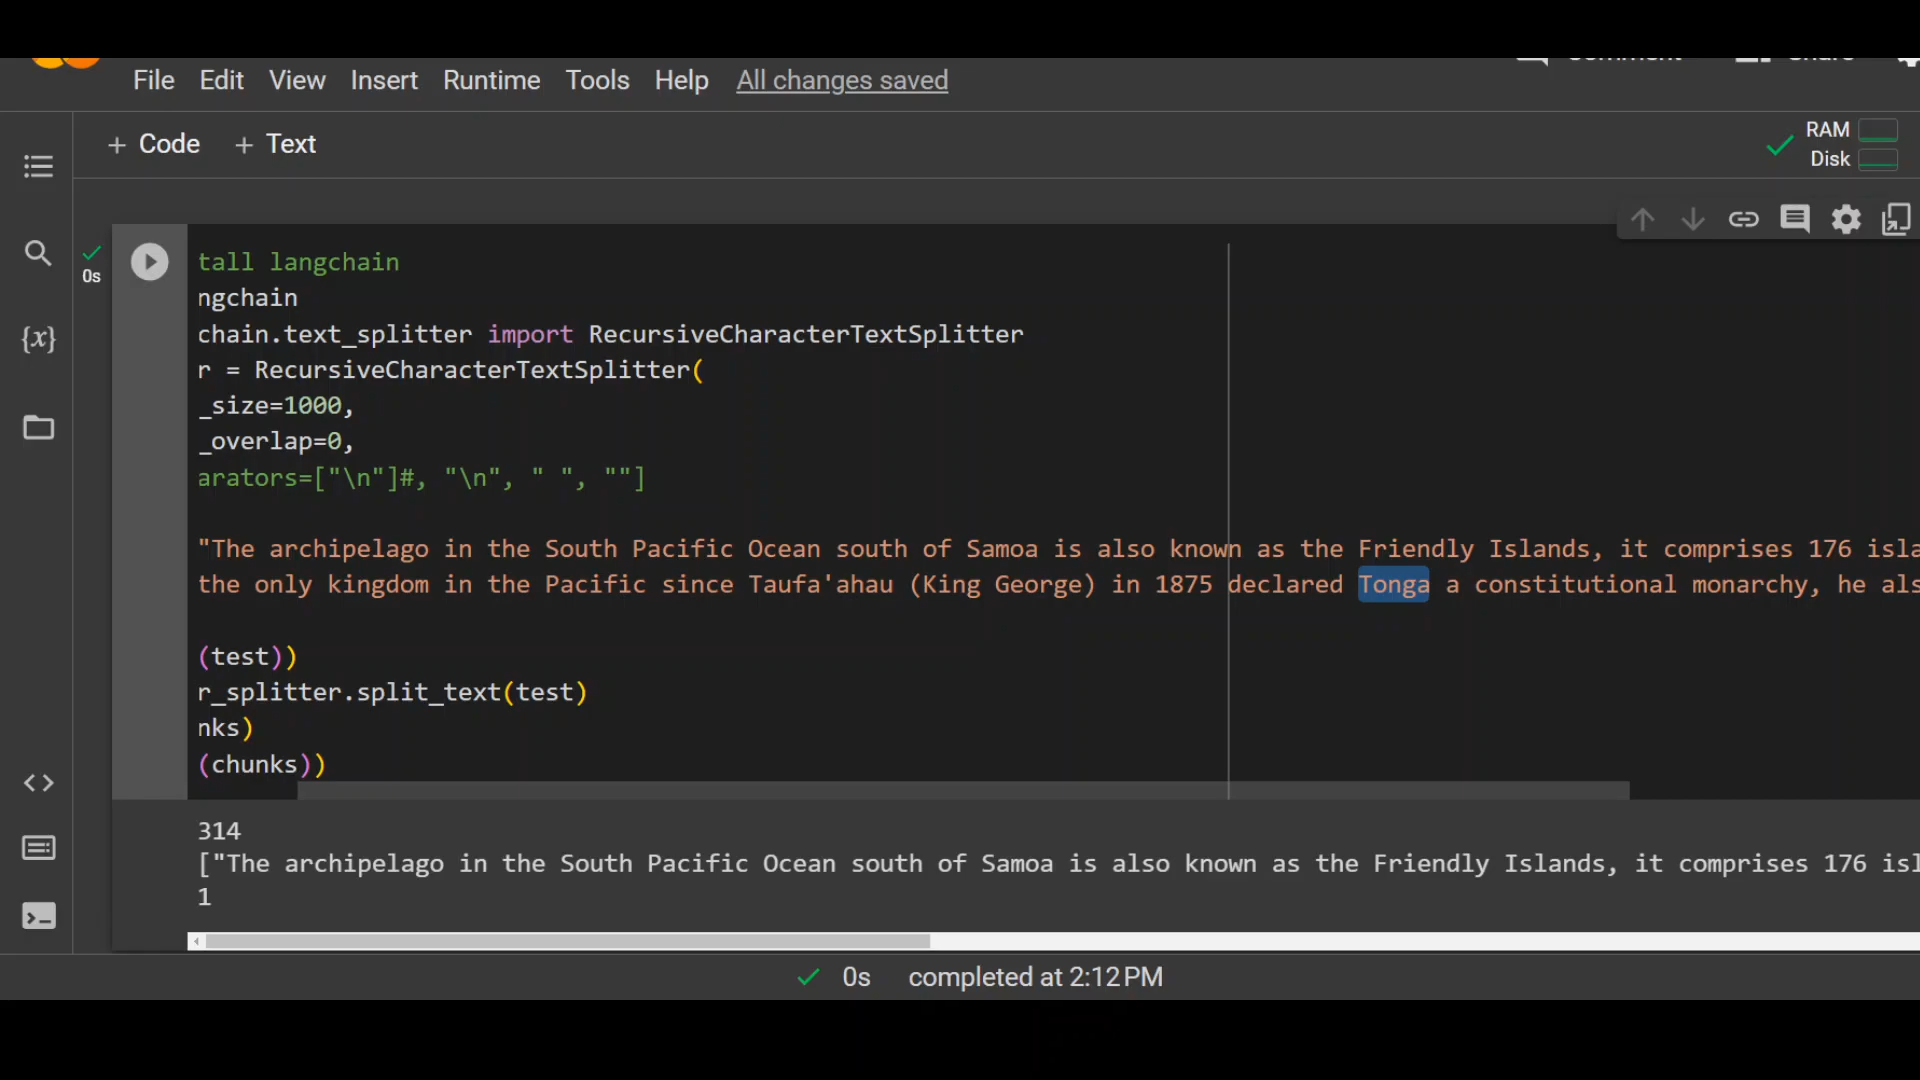 File Edit View Insert Runtime Tools Help All changes saved
+ Code + Text
RAM
Disk
0s
tall langchain
ngchain
chain.text_splitter import RecursiveCharacterTextSplitter
r = RecursiveCharacterTextSplitter(
_size=1000,
_overlap=0,
arators=["\n"]#, "\n", " ", ""]
"The archipelago in the South Pacific Ocean south of Samoa is also known as the Friendly Islands, it comprises 176 isla
the only kingdom in the Pacific since Taufa'ahau (King George) in 1875 declared Tonga a constitutional monarchy, he als
(test))
r_splitter.split_text(test)
nks)
(chunks))
314
["The archipelago in the South Pacific Ocean south of Samoa is also known as the Friendly Islands, it comprises 176 isl
1
0s completed at 2:12 PM